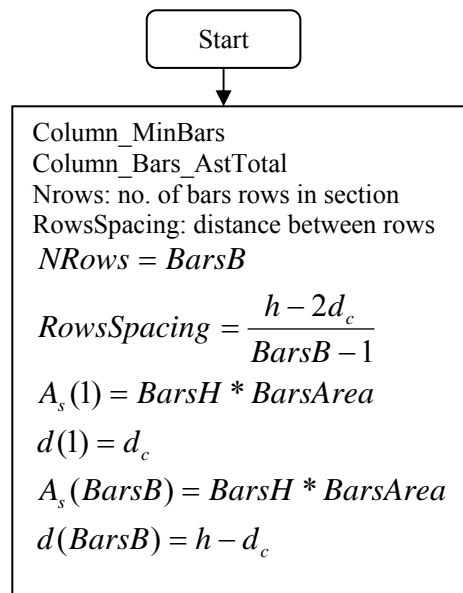 Start
Column_MinBars
Column_Bars_AstTotal
Nrows: no. of bars rows in section
RowsSpacing: distance between rows
NRows = BarsB
RowsSpacing = \frac{h - 2d_c}{BarsB - 1}
A_s(1) = BarsH * BarsArea
d(1) = d_c
A_s(BarsB) = BarsH * BarsArea
d(BarsB) = h - d_c